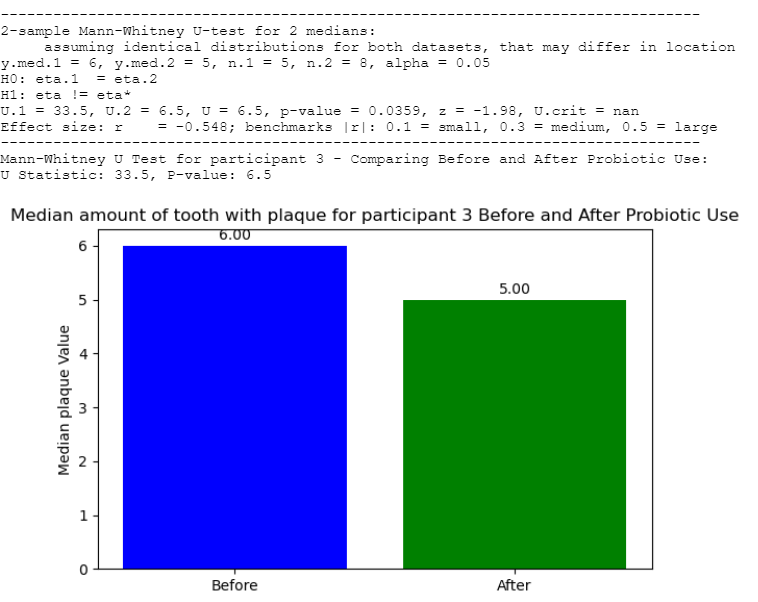 ------------------------------------------------------------------------------
2-sample Mann-Whitney U-test for 2 medians:
     assuming identical distributions for both datasets, that may differ in location
y.med.1 = 6, y.med.2 = 5, n.1 = 5, n.2 = 8, alpha = 0.05
H0: eta.1  = eta.2
H1: eta != eta*
U.1 = 33.5, U.2 = 6.5, U = 6.5, p-value = 0.0359, z = -1.98, U.crit = nan
Effect size: r    = -0.548; benchmarks |r|: 0.1 = small, 0.3 = medium, 0.5 = large
------------------------------------------------------------------------------
Mann-Whitney U Test for participant 3 - Comparing Before and After Probiotic Use:
U Statistic: 33.5, P-value: 6.5
Median amount of tooth with plaque for participant 3 Before and After Probiotic Use
6.00
5.00
Median plaque Value
6
5
4
3
2
1
0
Before
After